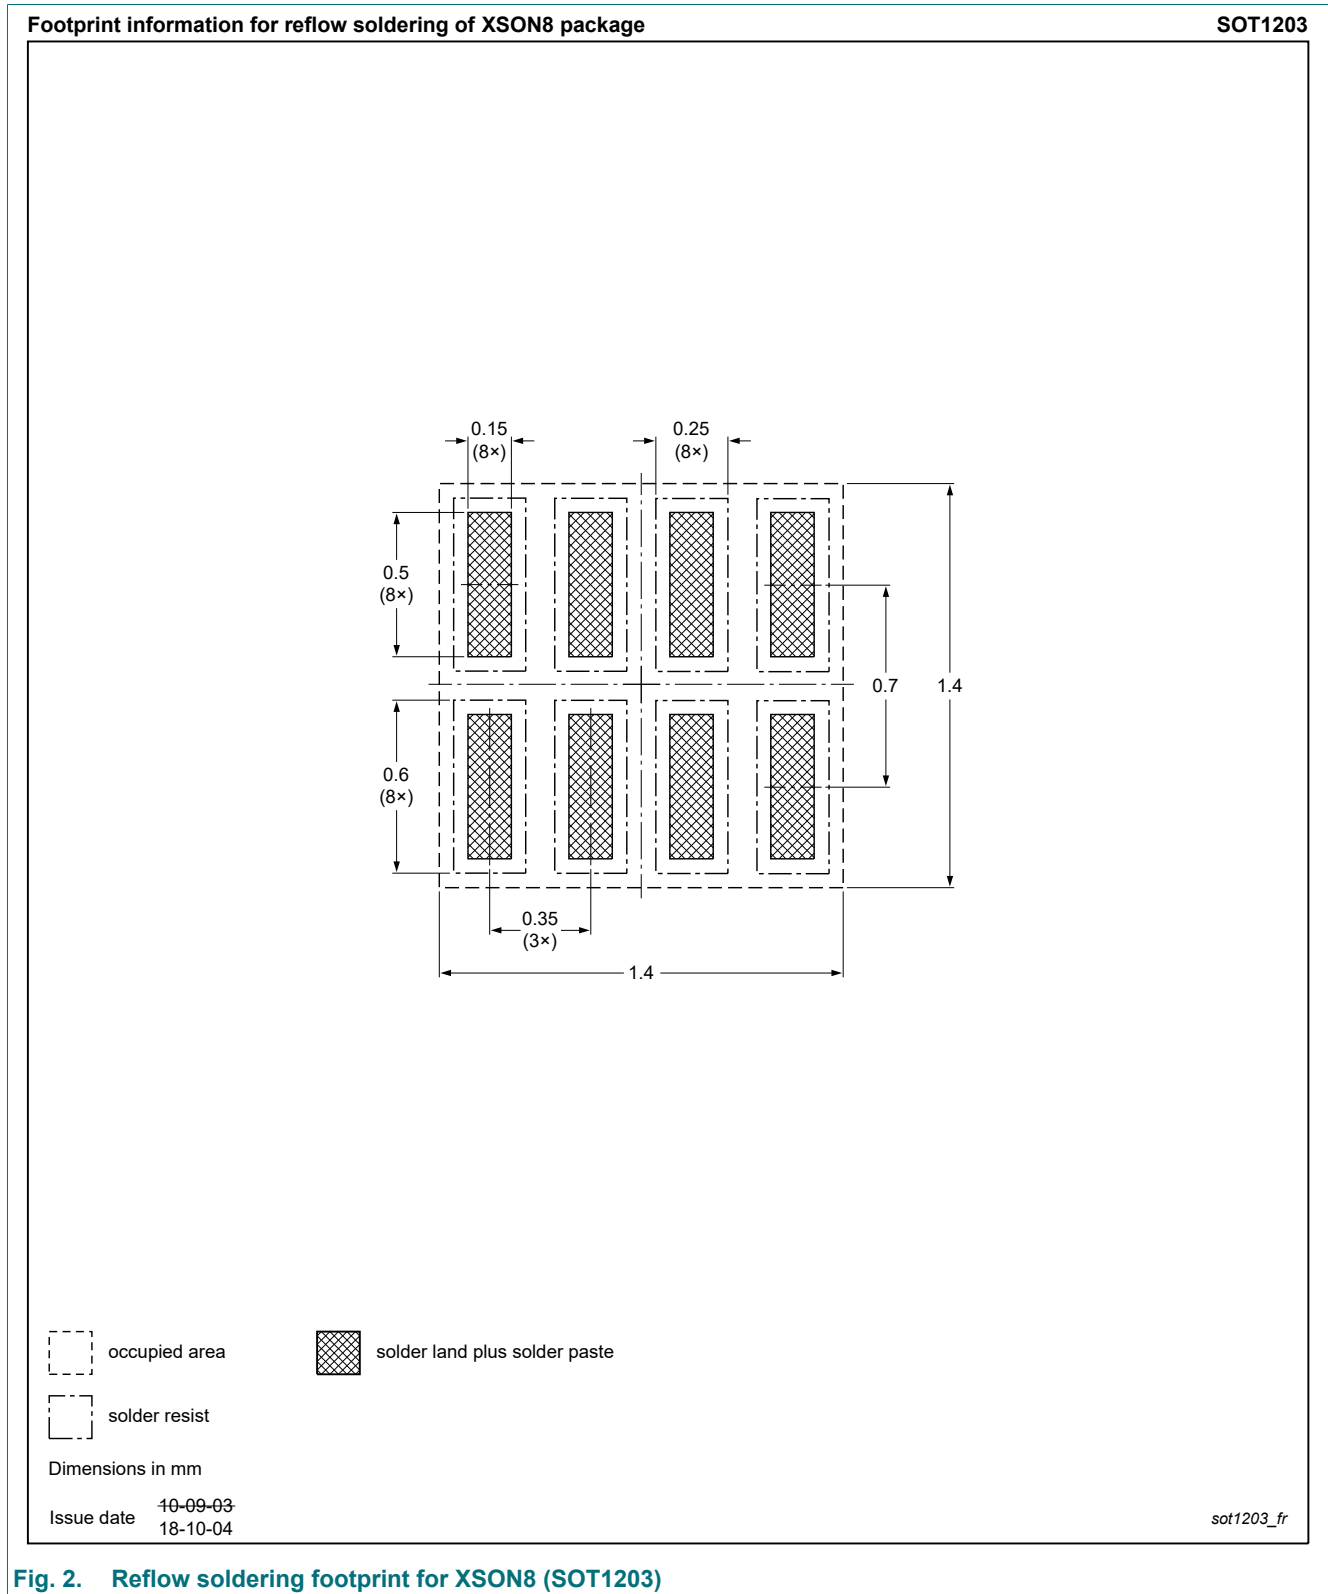 Footprint information for reflow soldering of XSON8 package SOT1203
0.15
(8×)
0.25
(8×)
0.5
(8×)
0.7
1.4
0.6
(8×)
0.35
(3×)
1.4
occupied area
solder land plus solder paste
solder resist
Dimensions in mm
Issue date
10-09-03
18-10-04
sot1203_fr
Fig. 2. Reflow soldering footprint for XSON8 (SOT1203)